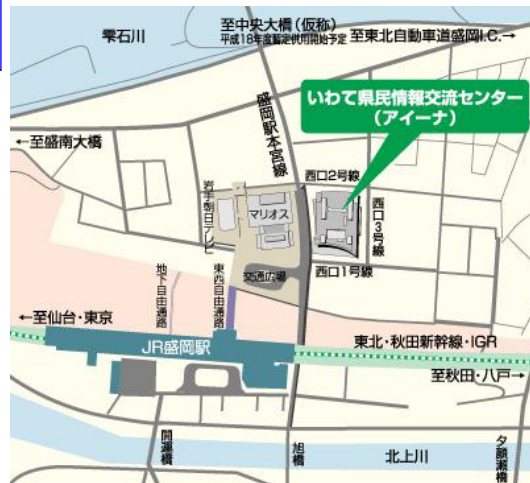 雫石川
至中央大橋(仮称)
平成18年度暫定供用開始予定
至東北自動車道盛岡I.C.→
いわて県民情報交流センター
(アイーナ)
←至盛南大橋
盛岡駅本宮線
西口2号線
岩手朝日テレビ
マリオス
西口3号線
交通広場
西口1号線
地下自由通路
東西自由通路
←至仙台・東京
JR盛岡駅
東北・秋田新幹線・IGR
至秋田・八戸→
開運橋
旭橋
北上川
夕顔瀬橋